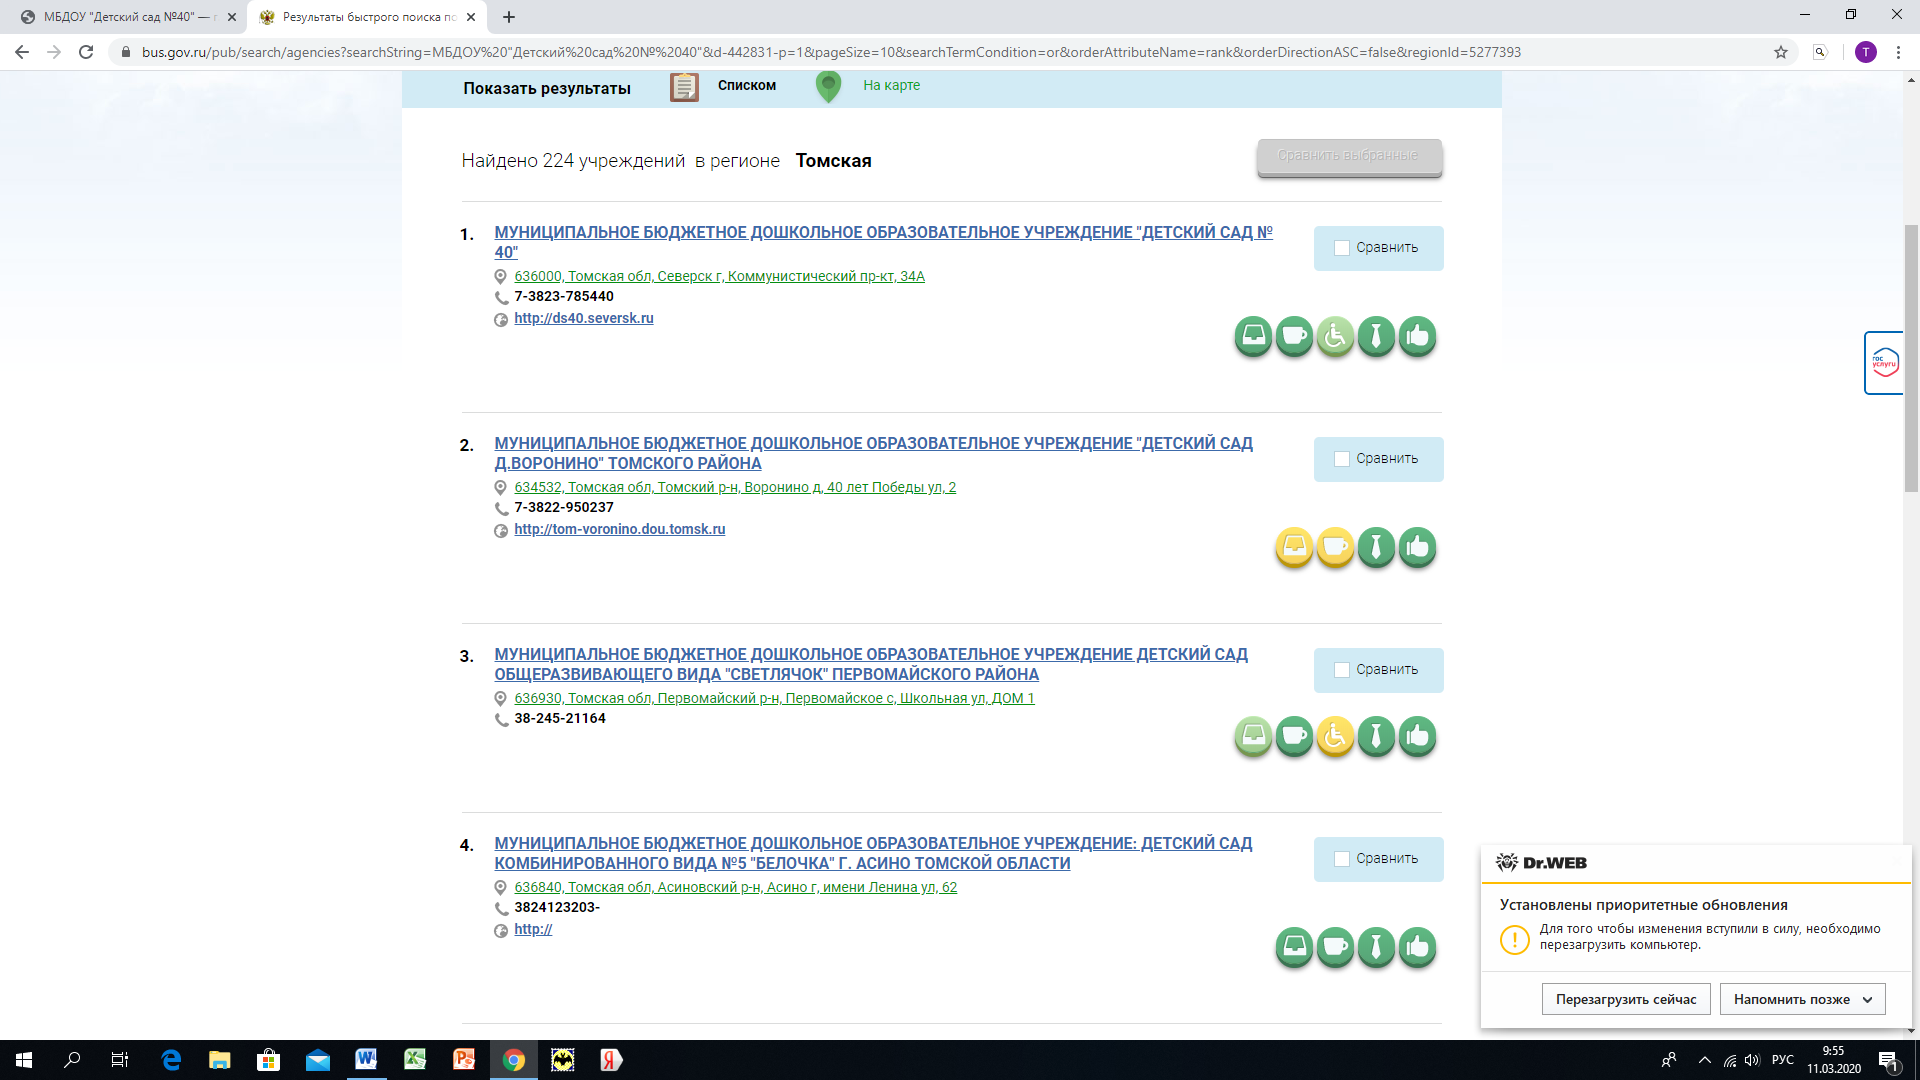 МБДОУ "Детский сад №40" —
Результаты быстрого поиска по
bus.gov.ru/pub/search/agencies?searchString=МБДОУ%20"Детский%20сад%20№%2040"&d-442831-p=1&pageSize=10&searchTermCondition=or&orderAttributeName=rank&orderDirectionASC=false&regionId=5277393
T
Показать результаты Списком На карте
Найдено 224 учреждений в регионе Томская
Сравнить выбранные
1. МУНИЦИПАЛЬНОЕ БЮДЖЕТНОЕ ДОШКОЛЬНОЕ ОБРАЗОВАТЕЛЬНОЕ УЧРЕЖДЕНИЕ "ДЕТСКИЙ САД №
40"
Сравнить
636000, Томская обл, Северск г, Коммунистический пр-кт, 34А
7-3823-785440
http://ds40.seversk.ru
гос
услуги
2. МУНИЦИПАЛЬНОЕ БЮДЖЕТНОЕ ДОШКОЛЬНОЕ ОБРАЗОВАТЕЛЬНОЕ УЧРЕЖДЕНИЕ "ДЕТСКИЙ САД
Д.ВОРОНИНО" ТОМСКОГО РАЙОНА
Сравнить
634532, Томская обл, Томский р-н, Воронино д, 40 лет Победы ул, 2
7-3822-950237
http://tom-voronino.dou.tomsk.ru
3. МУНИЦИПАЛЬНОЕ БЮДЖЕТНОЕ ДОШКОЛЬНОЕ ОБРАЗОВАТЕЛЬНОЕ УЧРЕЖДЕНИЕ ДЕТСКИЙ САД
ОБЩЕРАЗВИВАЮЩЕГО ВИДА "СВЕТЛЯЧОК" ПЕРВОМАЙСКОГО РАЙОНА
Сравнить
636930, Томская обл, Первомайский р-н, Первомайское с, Школьная ул, ДОМ 1
38-245-21164
4. МУНИЦИПАЛЬНОЕ БЮДЖЕТНОЕ ДОШКОЛЬНОЕ ОБРАЗОВАТЕЛЬНОЕ УЧРЕЖДЕНИЕ: ДЕТСКИЙ САД
КОМБИНИРОВАННОГО ВИДА №5 "БЕЛОЧКА" Г. АСИНО ТОМСКОЙ ОБЛАСТИ
Сравнить
636840, Томская обл, Асиновский р-н, Асино г, имени Ленина ул, 62
3824123203-
http://
Dr.WEB
Установлены приоритетные обновления
Для того чтобы изменения вступили в силу, необходимо
перезагрузить компьютер.
Перезагрузить сейчас Напомнить позже
РУС
9:55
11.03.2020
1